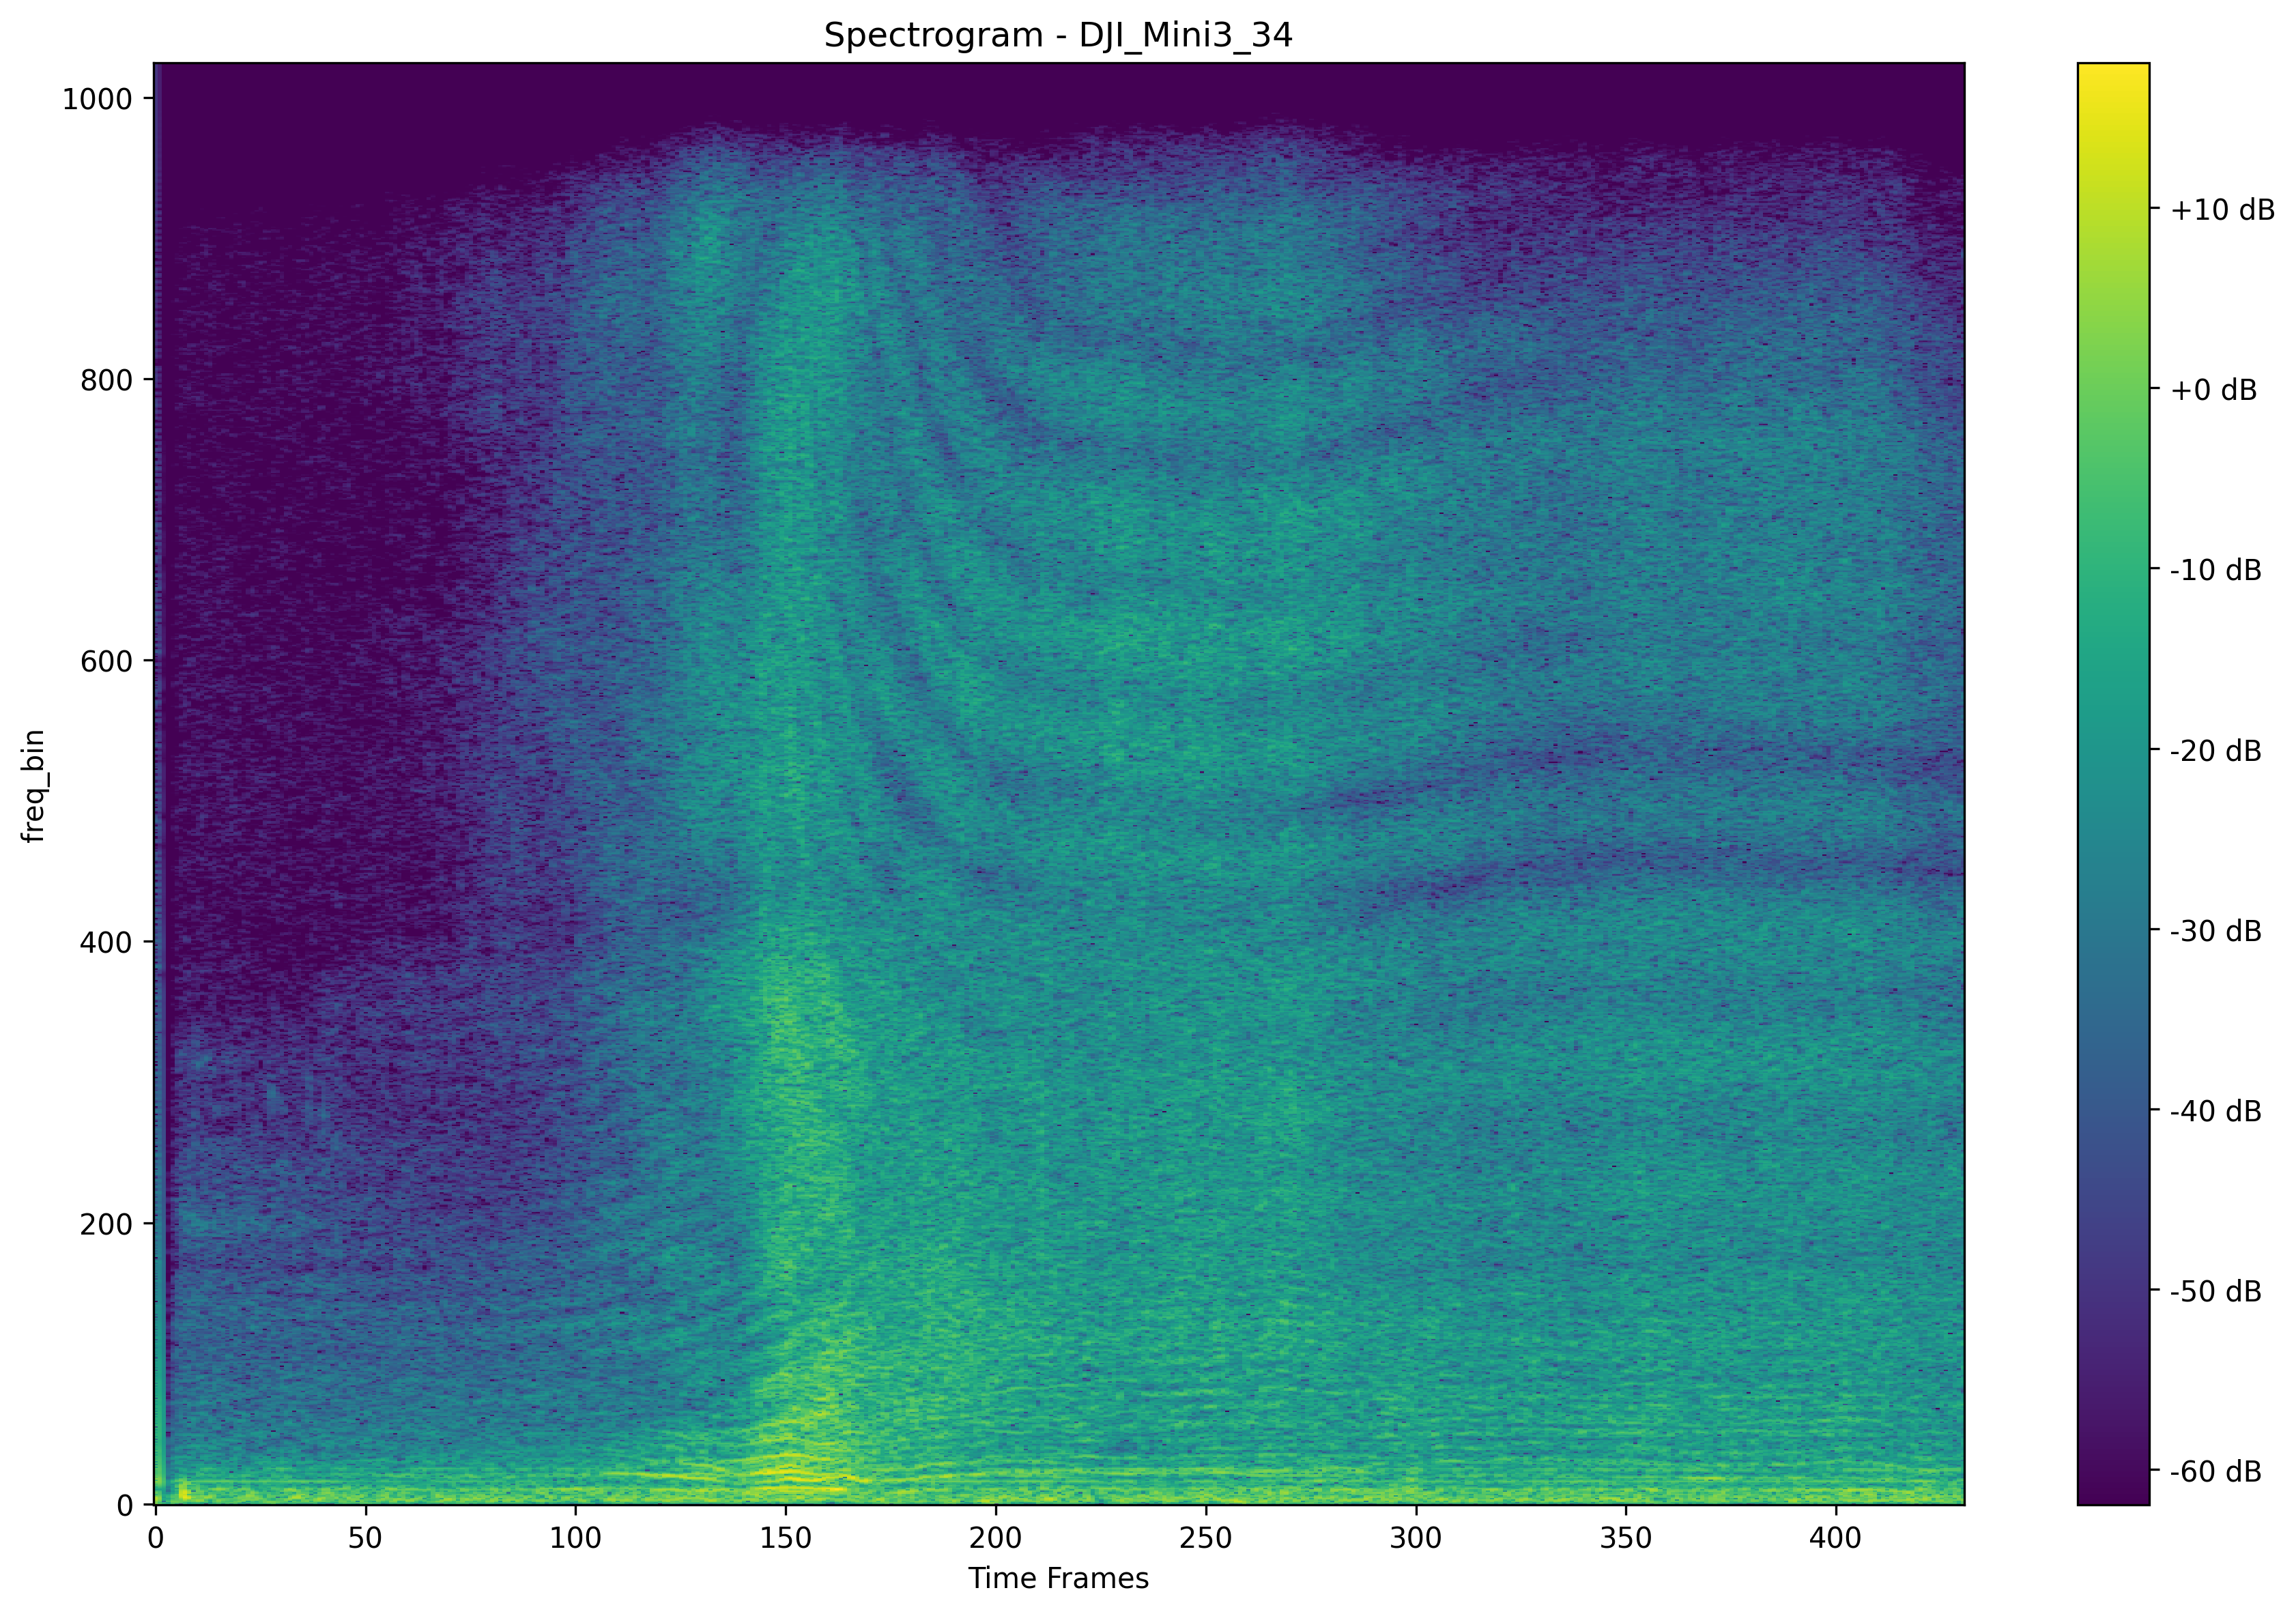 Spectrogram - DJI_Mini3_34
1000
800
600
400
200
0
freq_bin
0 50 100 150 200 250 300 350 400
Time Frames
+10 dB
+0 dB
-10 dB
-20 dB
-30 dB
-40 dB
-50 dB
-60 dB